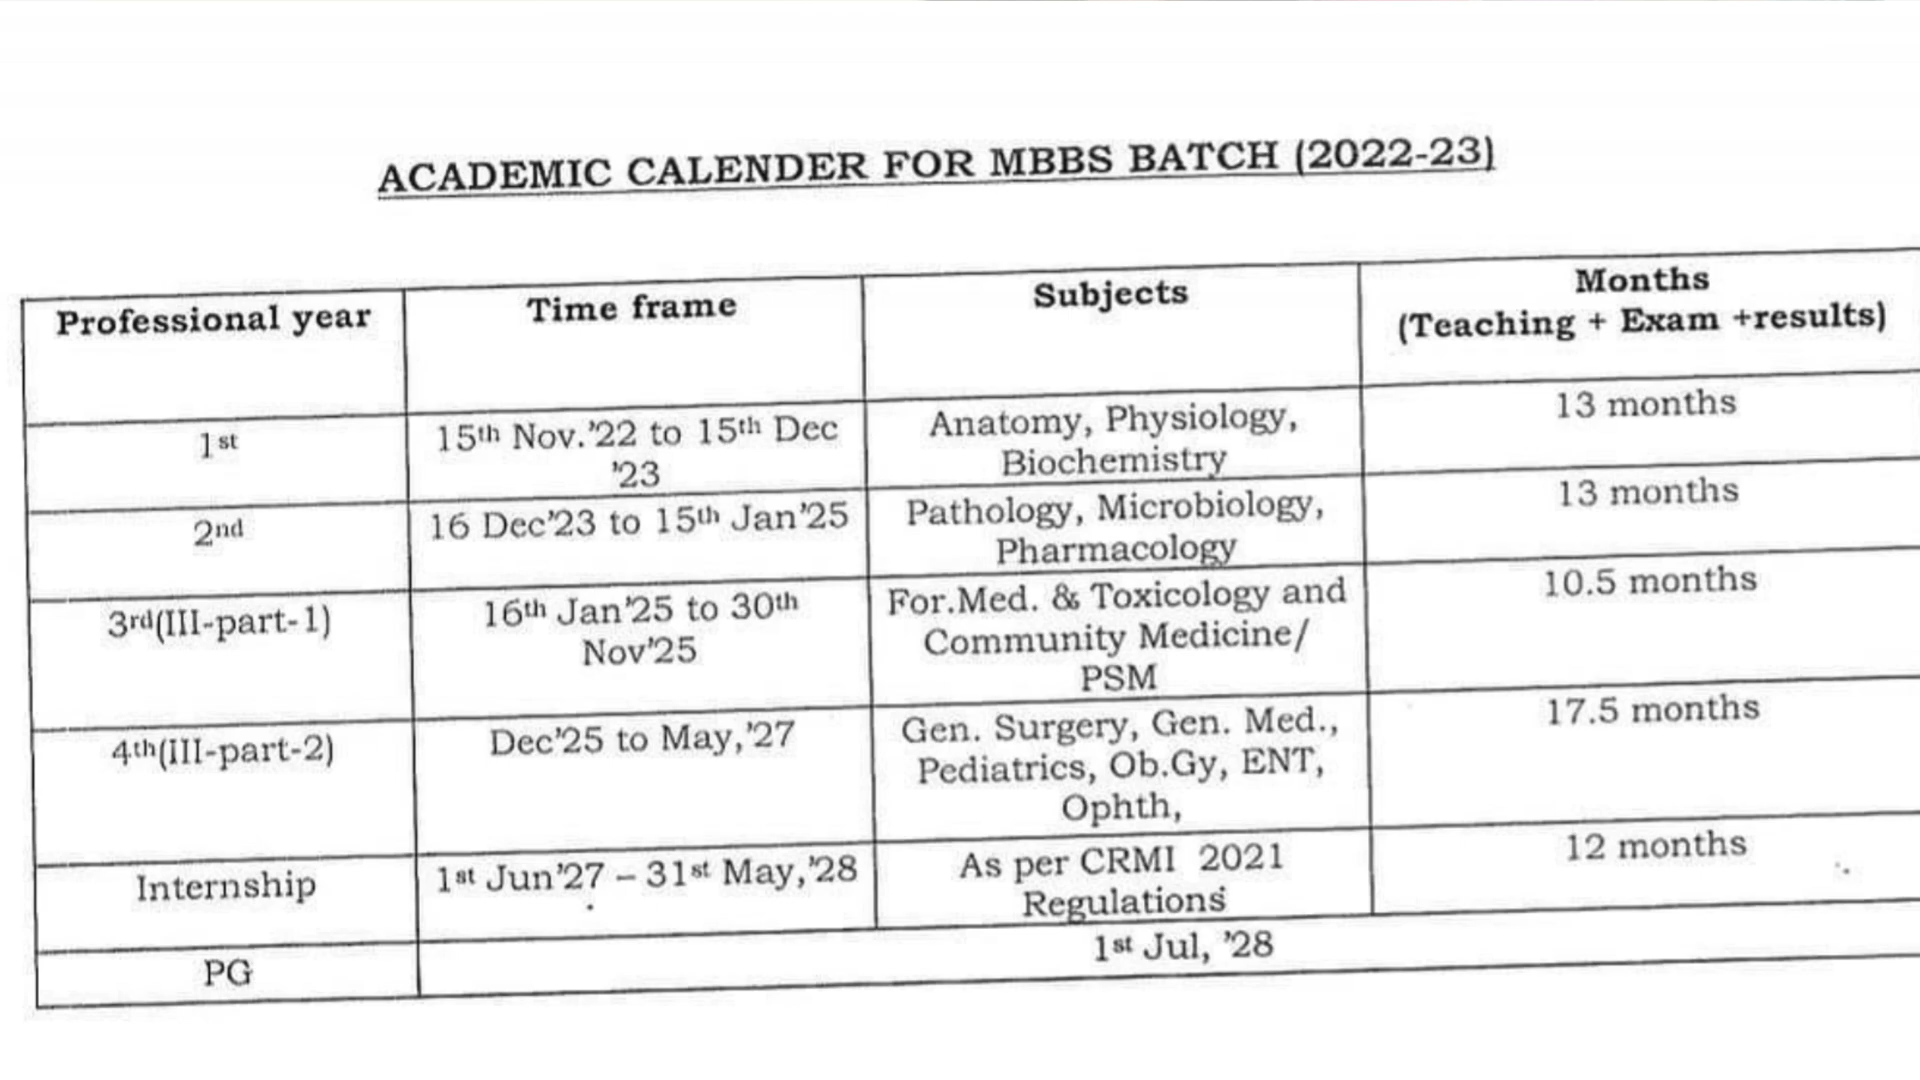 ACADEMIC CALENDER FOR MBBS BATCH (2022-23)
Professional year
Time frame
Subjects
Months
(Teaching + Exam +results)
1st
15th Nov.'22 to 15th Dec
'23
Anatomy, Physiology,
Biochemistry
13 months
2nd
16 Dec'23 to 15th Jan'25
Pathology, Microbiology,
Pharmacology
13 months
3rd(III-part-1)
16th Jan'25 to 30th
Nov'25
For.Med. & Toxicology and
Community Medicine/
PSM
10.5 months
4th(III-part-2)
Dec'25 to May,'27
Gen. Surgery, Gen. Med.,
Pediatrics, Ob.Gy, ENT,
Ophth,
17.5 months
Internship
1st Jun'27 – 31st May,'28
As per CRMI 2021
Regulations
12 months
PG
1st Jul, '28